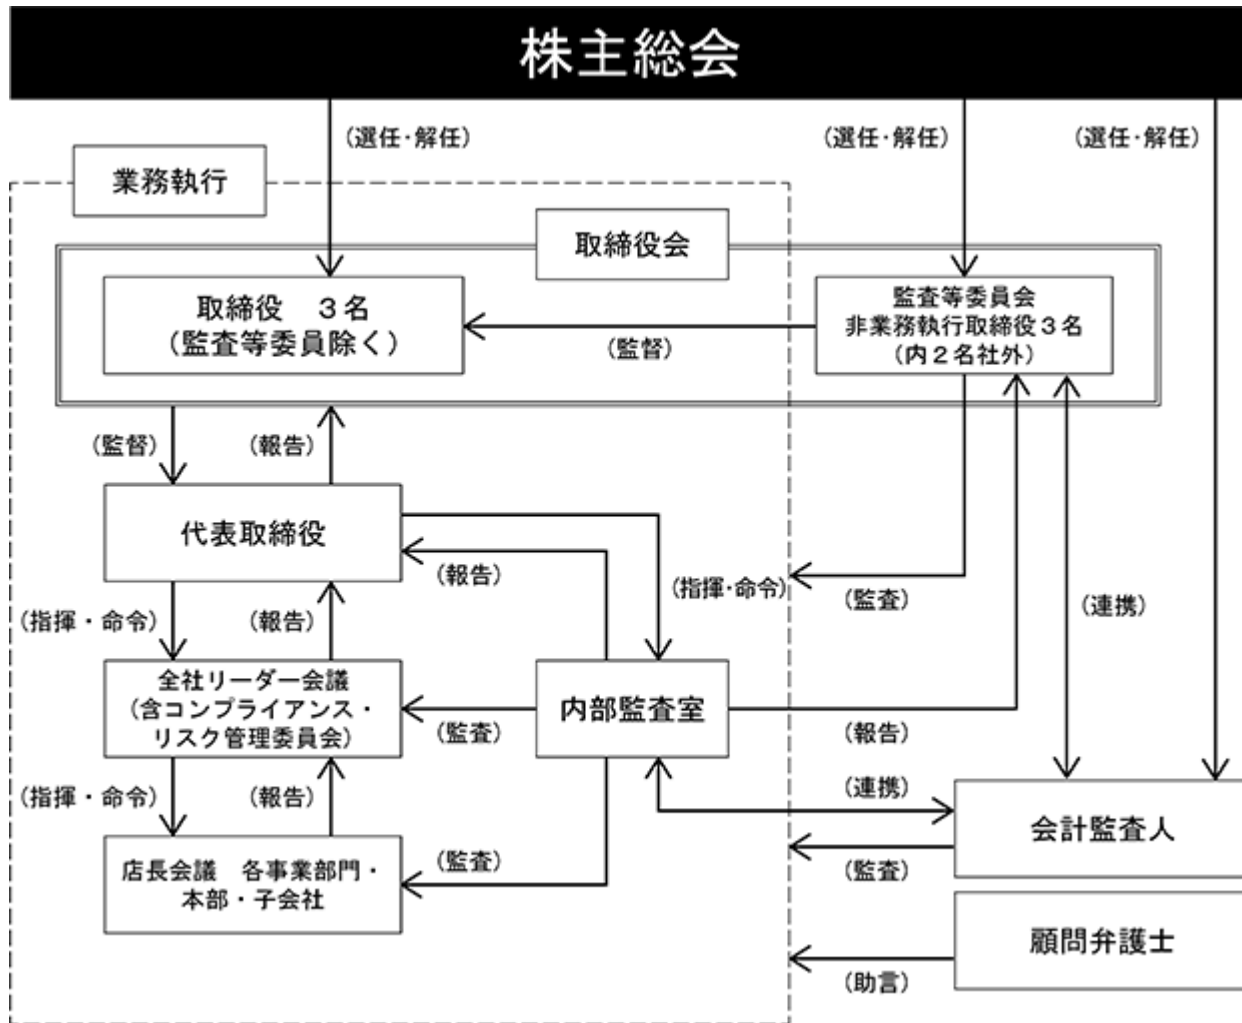 株主総会
(選任・解任)
(選任・解任)
(選任・解任)
業務執行
取締役会
取締役　３名
(監査等委員除く)
監査等委員会
非業務執行取締役３名
(内２名社外)
(監督)
(監督)
(報告)
代表取締役
(報告)
(指揮・命令)
(監査)
(連携)
(指揮・命令)
(報告)
全社リーダー会議
(含コンプライアンス・
リスク管理委員会)
(監査)
内部監査室
(報告)
(指揮・命令)
(報告)
(連携)
会計監査人
店長会議　各事業部門・
本部・子会社
(監査)
(監査)
顧問弁護士
(助言)